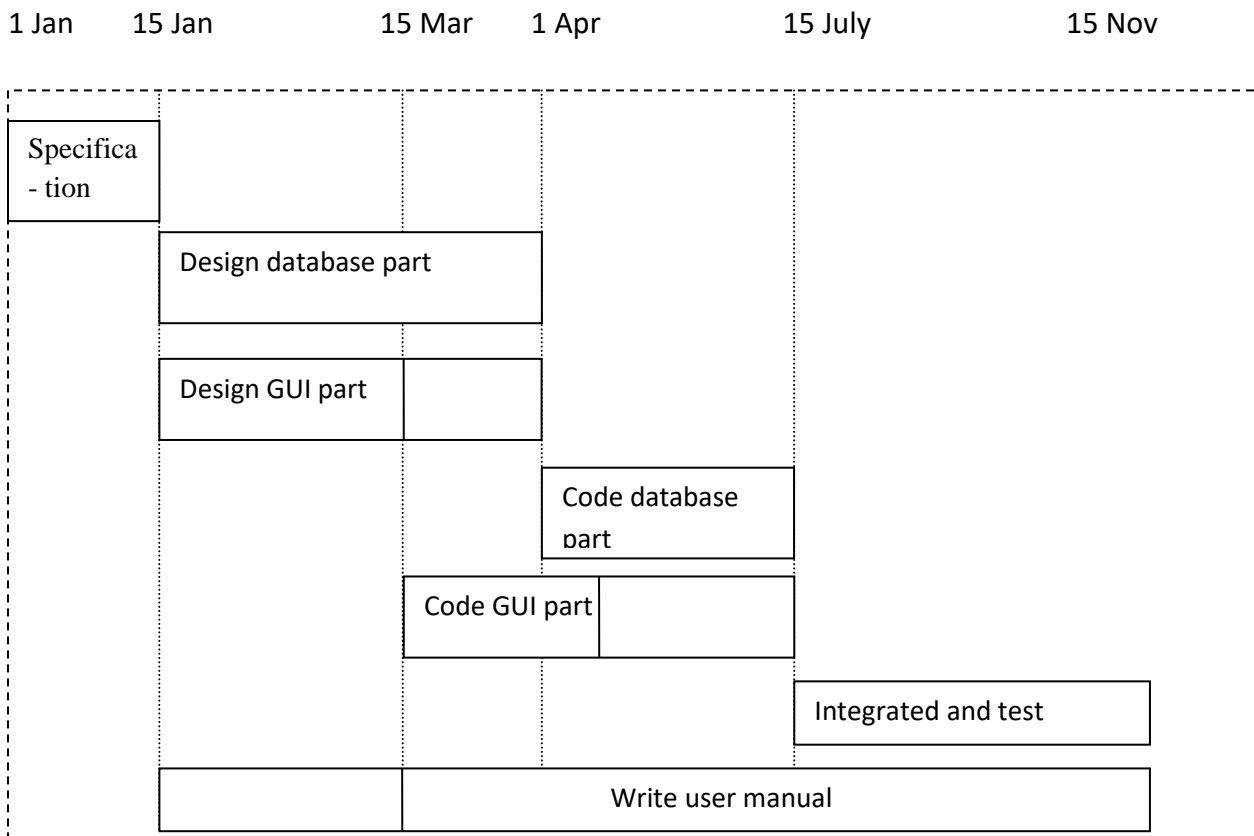 1 Jan 15 Jan 15 Mar 1 Apr 15 July 15 Nov
Specifica
- tion
Design database part
Design GUI part
Code database
part
Code GUI part
Integrated and test
Write user manual